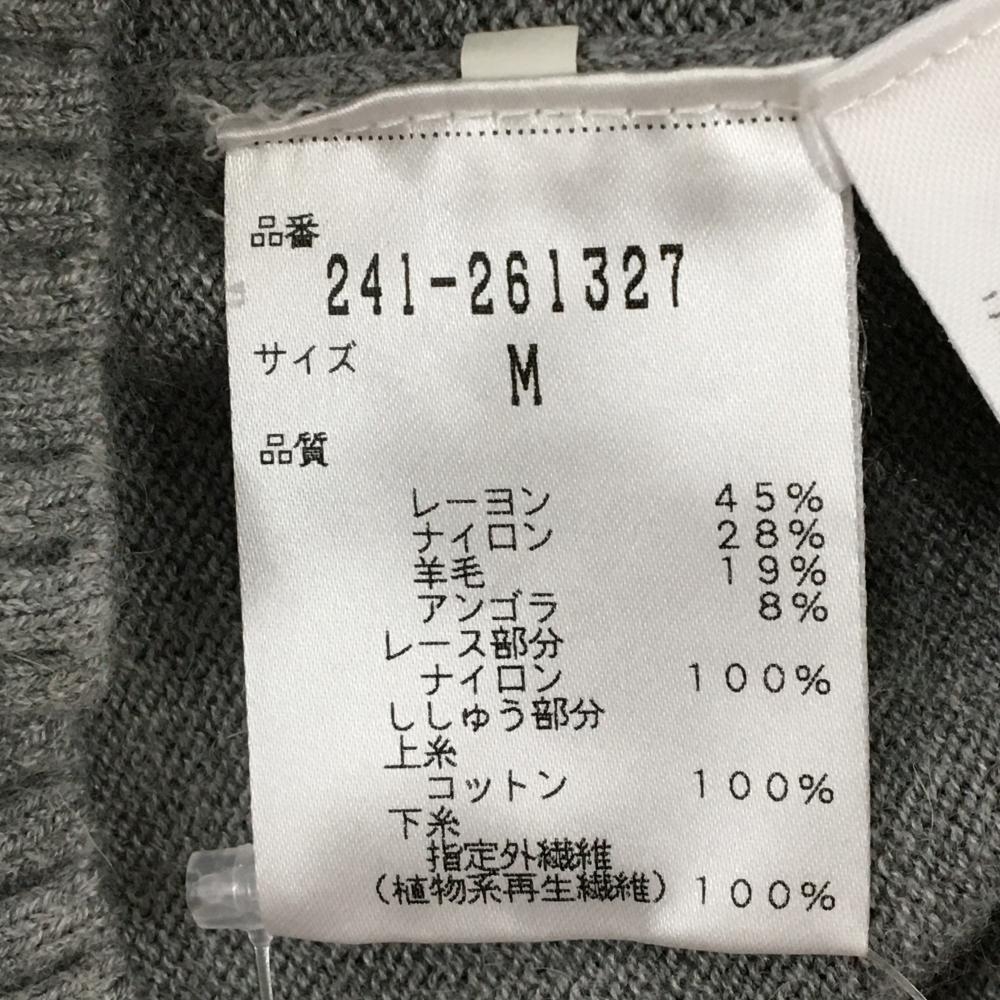 品番
241-261327
サイズ
M
品質
レーヨン 45%
ナイロン 28%
羊毛 19%
アンゴラ 8%
レース部分
ナイロン 100%
ししゅう部分
上糸
コットン 100%
下糸
指定外繊維
(植物系再生繊維) 100%